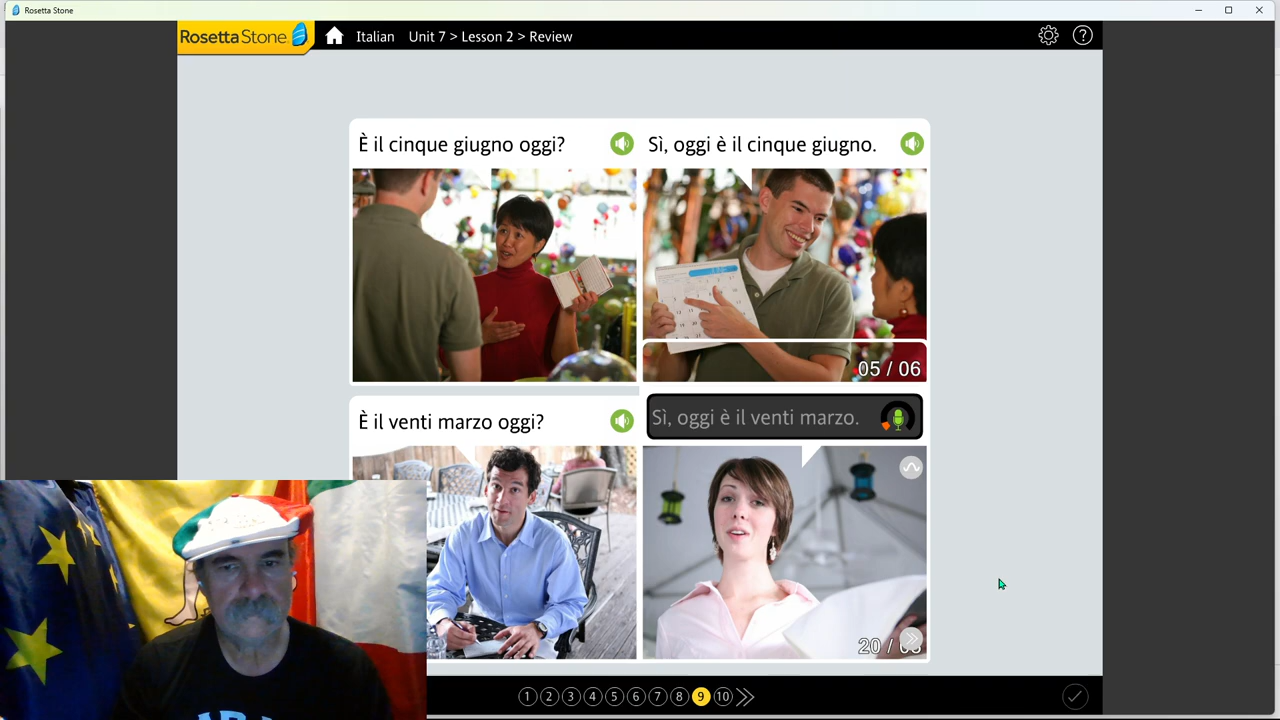 Rosetta Stone
RosettaStone
Italian Unit 7 > Lesson 2 > Review
È il cinque giugno oggi?
Sì, oggi è il cinque giugno.
05 / 06
È il venti marzo oggi?
Sì, oggi è il venti marzo.
20 /
1 2 3 4 5 6 7 8 9 10